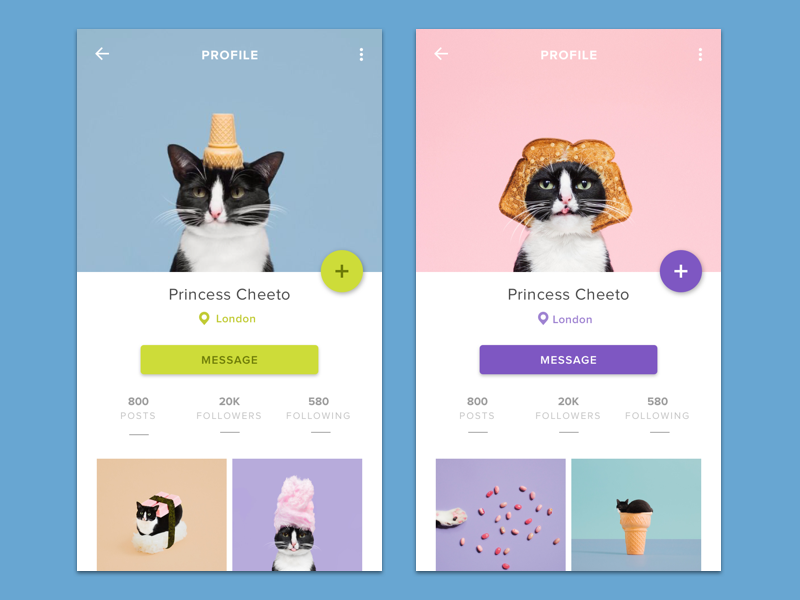 PROFILE
Princess Cheeto
London
MESSAGE
800 20K 580
POSTS FOLLOWERS FOLLOWING
PROFILE
Princess Cheeto
London
MESSAGE
800 20K 580
POSTS FOLLOWERS FOLLOWING